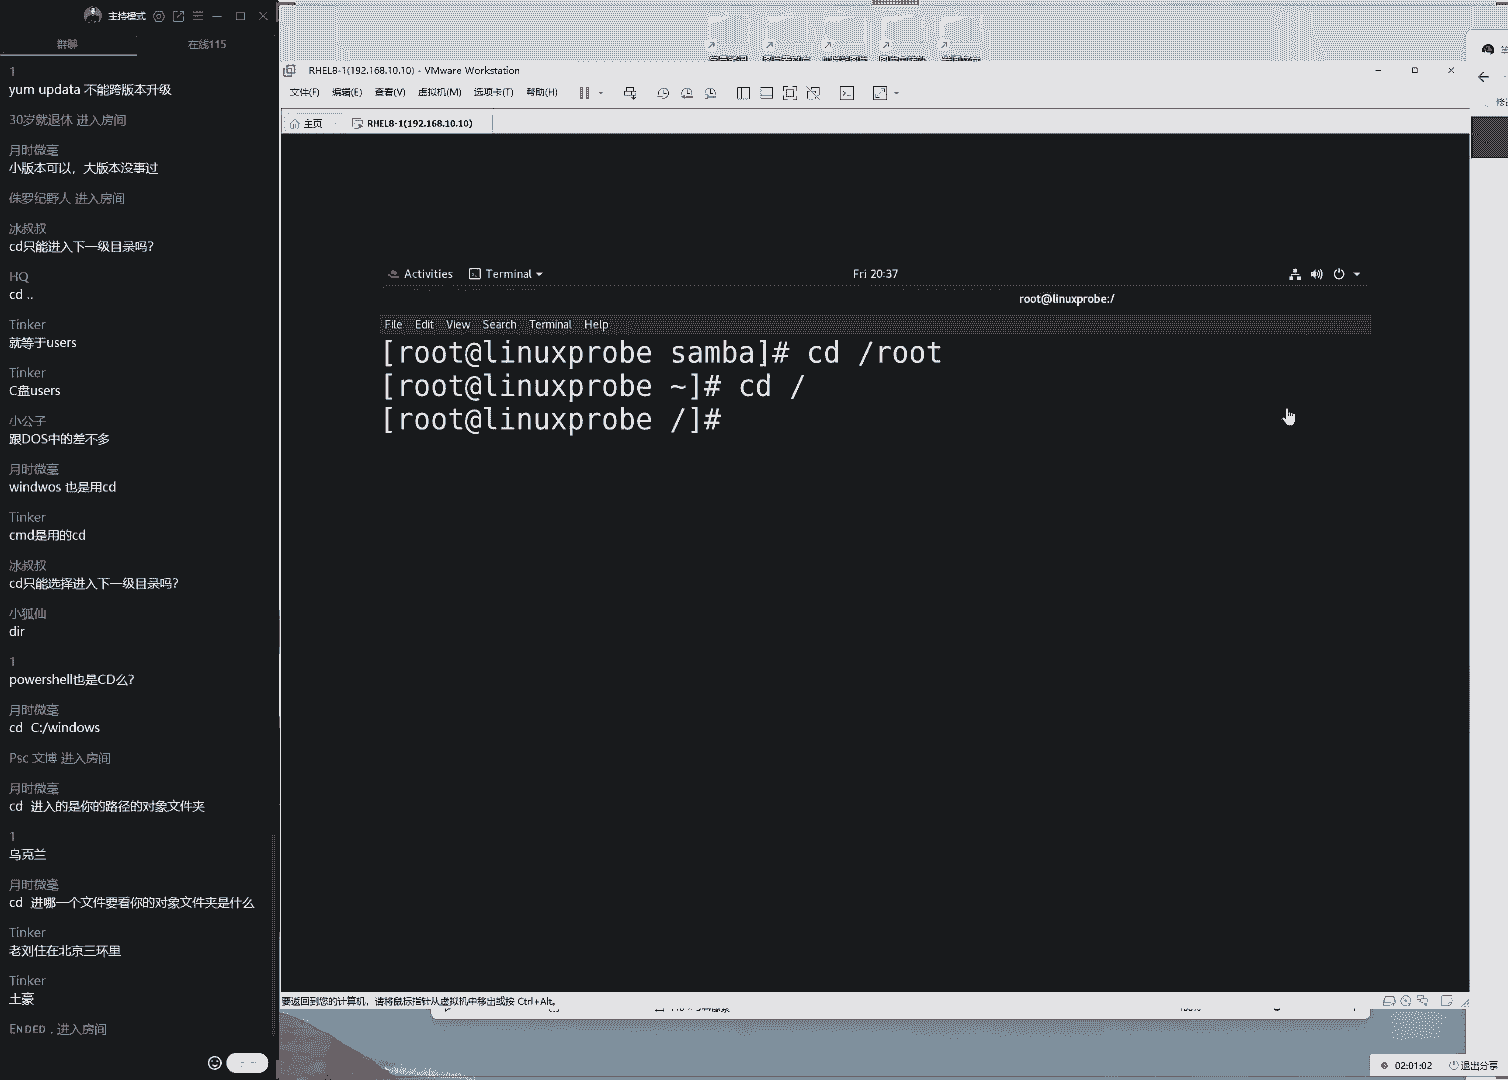 主持模式
群聊
在线115
1
yum updata 不能跨版本升级
30岁就退休 进入房间
月时微毫
小版本可以，大版本没事过
侏罗纪野人 进入房间
冰叔叔
cd只能进入下一级目录吗?
HQ
cd ..
Tinker
就等于users
Tinker
C盘users
小公子
跟DOS中的差不多
月时微毫
windwos 也是用cd
Tinker
cmd是用的cd
冰叔叔
cd只能选择进入下一级目录吗?
小狐仙
dir
1
powershell也是CD么?
月时微毫
cd C:/windows
Psc 文博 进入房间
月时微毫
cd 进入的是你的路径的对象文件夹
1
乌克兰
月时微毫
cd 进哪一个文件要看你的对象文件夹是什么
Tinker
老刘住在北京三环里
Tinker
土豪
ENDED . 进入房间
RHEL8-1(192.168.10.10) - VMware Workstation
文件(F) 编辑(E) 查看(V) 虚拟机(M) 选项卡(T) 帮助(H)
主页
RHEL8-1(192.168.10.10)
Activities
Terminal
Fri 20:37
root@linuxprobe:/
File Edit View Search Terminal Help
[root@linuxprobe samba]# cd /root
[root@linuxprobe ~]# cd /
[root@linuxprobe /]#
要返回到您的计算机，请将鼠标指针从虚拟机中移出或按 Ctrl+Alt。
02:01:02
退出分享